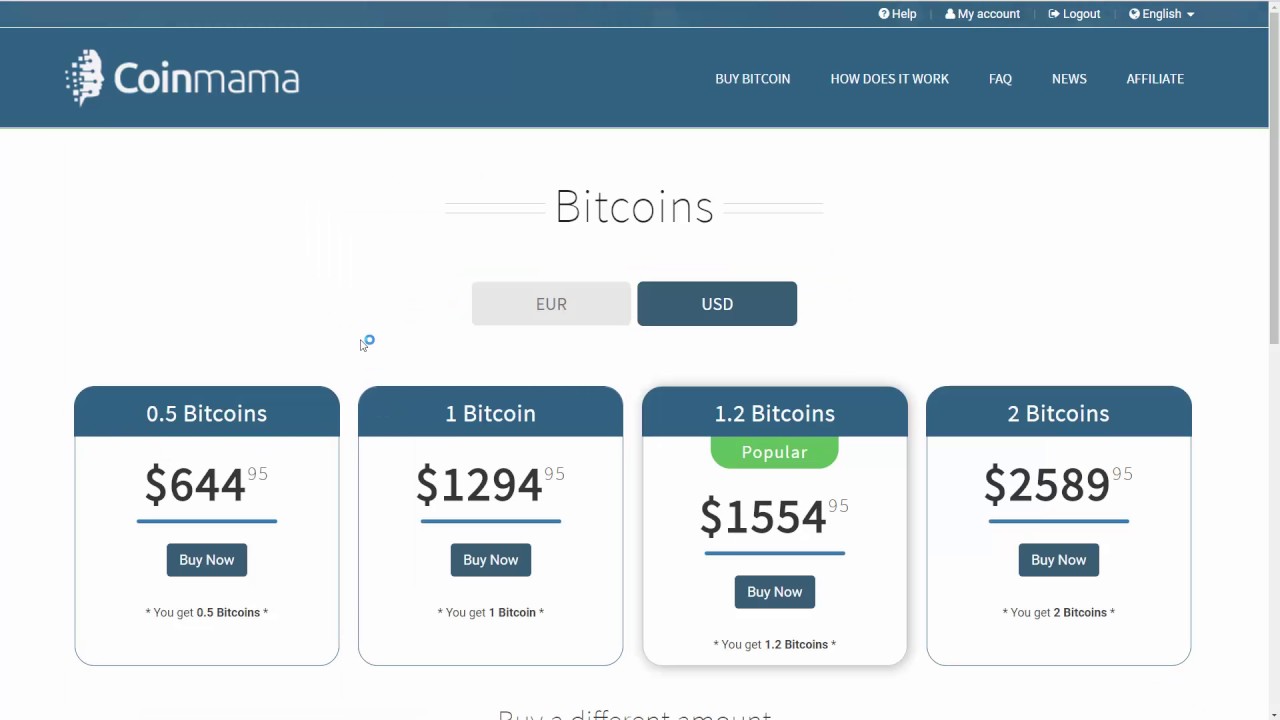 Help My account Logout English
Coinmama
BUY BITCOIN HOW DOES IT WORK FAQ NEWS AFFILIATE
Bitcoins
EUR USD
0.5 Bitcoins
$644 95
Buy Now
* You get 0.5 Bitcoins *
1 Bitcoin
$1294 95
Buy Now
* You get 1 Bitcoin *
1.2 Bitcoins
Popular
$1554 95
Buy Now
* You get 1.2 Bitcoins *
2 Bitcoins
$2589 95
Buy Now
* You get 2 Bitcoins *
Buy a different amount